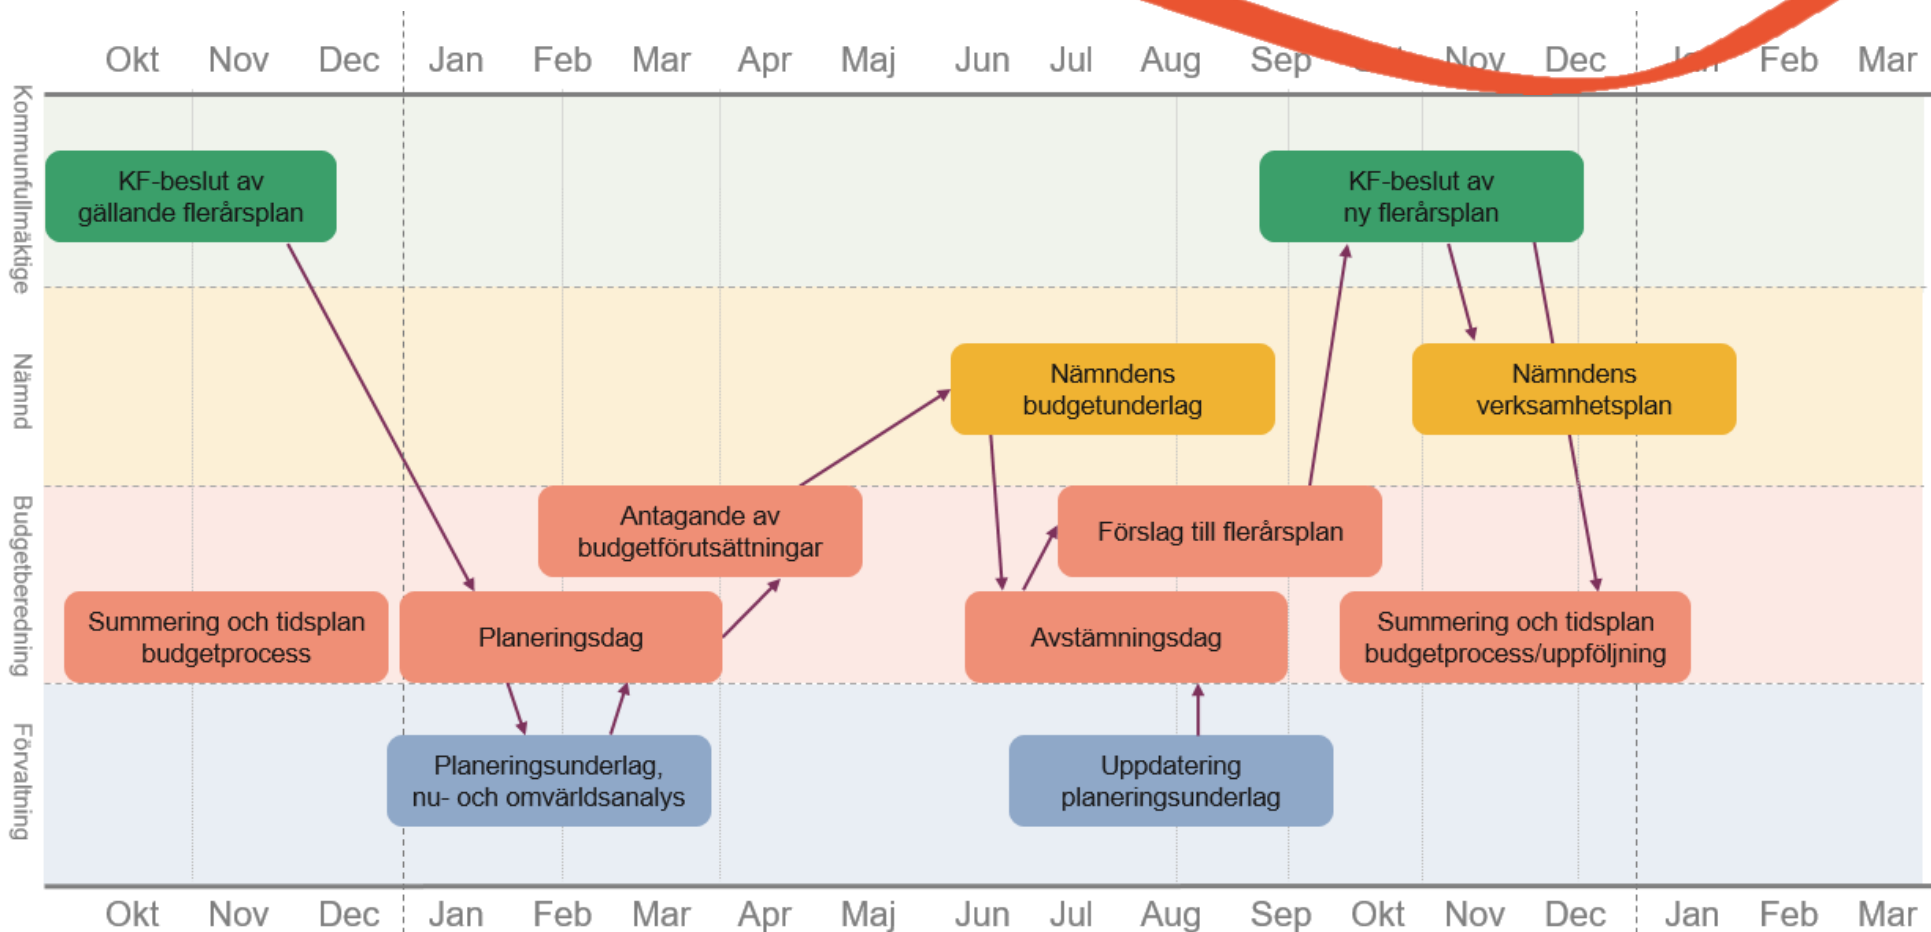 Okt Nov Dec Jan Feb Mar Apr Maj Jun Jul Aug Sep Nov Dec Jan Feb Mar
Kommunfullmäktige
KF-beslut av
gällande flerårsplan
KF-beslut av
ny flerårsplan
Nämnd
Nämndens
budgetunderlag
Nämndens
verksamhetsplan
Budgetberedning
Antagande av
budgetförutsättningar
Förslag till flerårsplan
Summering och tidsplan
budgetprocess
Planeringsdag
Avstämningsdag
Summering och tidsplan
budgetprocess/uppföljning
Förvaltning
Planeringsunderlag,
nu- och omvärldsanalys
Uppdatering
planeringsunderlag
Okt Nov Dec Jan Feb Mar Apr Maj Jun Jul Aug Sep Okt Nov Dec Jan Feb Mar